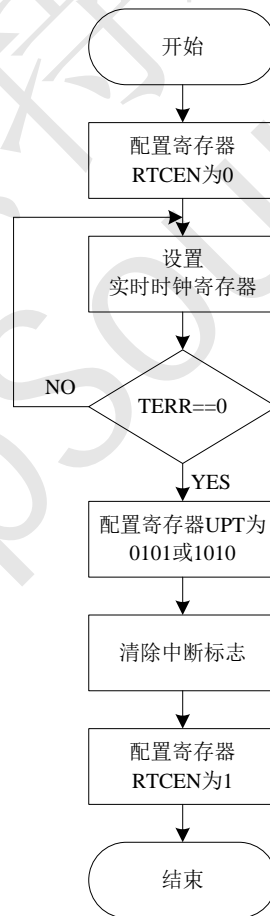 开始
配置寄存器
RTCEN为0
设置
实时时钟寄存器
NO
TERR==0
YES
配置寄存器UPT为
0101或1010
清除中断标志
配置寄存器
RTCEN为1
结束